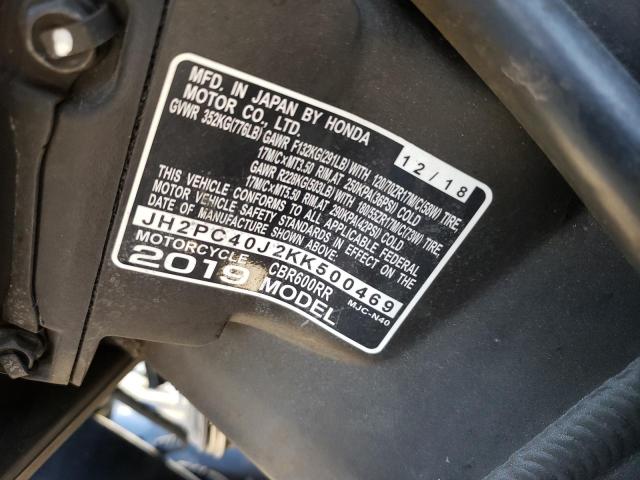 MFD. IN JAPAN BY HONDA
MOTOR CO., LTD. 12/18
GVWR 352KG(776LB) GAWR F132KG(291LB) WITH 120/70ZR17M/C(58W) TIRE,
17M/C×MT3.50 RIM, AT 250KPA(36PSI) COLD
GAWR R228KG(503LB) WITH 180/55ZR17M/C(73W) TIRE,
17M/C×MT5.50 RIM, AT 290KPA(42PSI) COLD
THIS VEHICLE CONFORMS TO ALL APPLICABLE FEDERAL
MOTOR VEHICLE SAFETY STANDARDS IN EFFECT ON THE
DATE OF MANUFACTURE SHOWN ABOVE.
JH2PC40J2KK500469
MOTORCYCLE CBR600RR MJC-N40
2019 MODEL